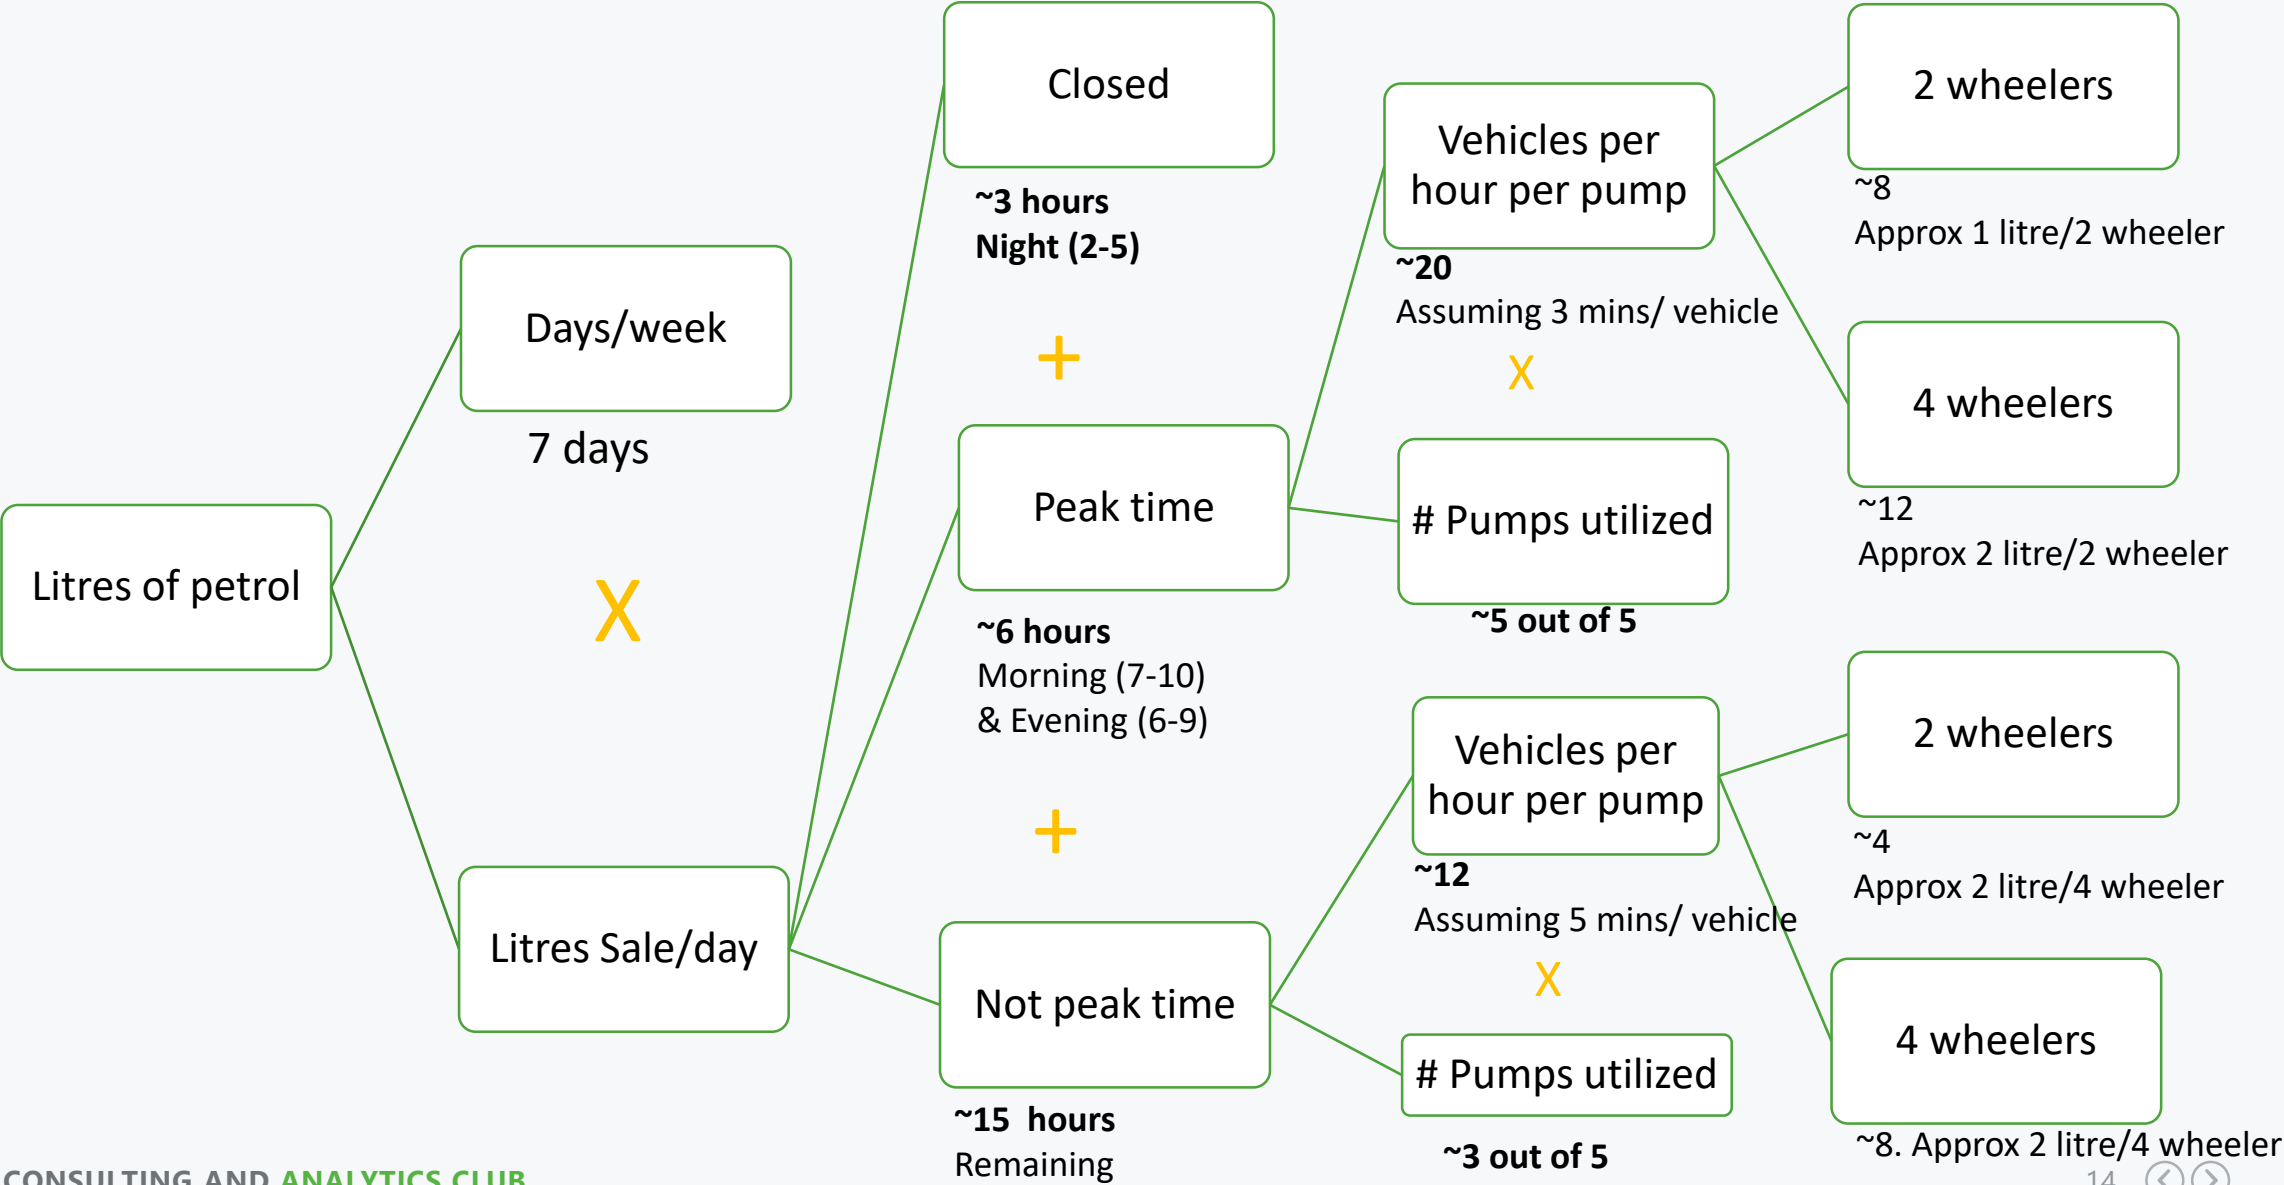 Litres of petrol
Days/week
7 days
X
Litres Sale/day
Closed
~3 hours
Night (2-5)
+
Peak time
~6 hours
Morning (7-10)
& Evening (6-9)
+
Not peak time
~15 hours
Remaining
Vehicles per
hour per pump
~20
Assuming 3 mins/ vehicle
X
# Pumps utilized
~5 out of 5
Vehicles per
hour per pump
~12
Assuming 5 mins/ vehicle
X
# Pumps utilized
~3 out of 5
2 wheelers
~8
Approx 1 litre/2 wheeler
4 wheelers
~12
Approx 2 litre/2 wheeler
2 wheelers
~4
Approx 2 litre/4 wheeler
4 wheelers
~8. Approx 2 litre/4 wheeler
CONSULTING AND ANALYTICS CLUB
14